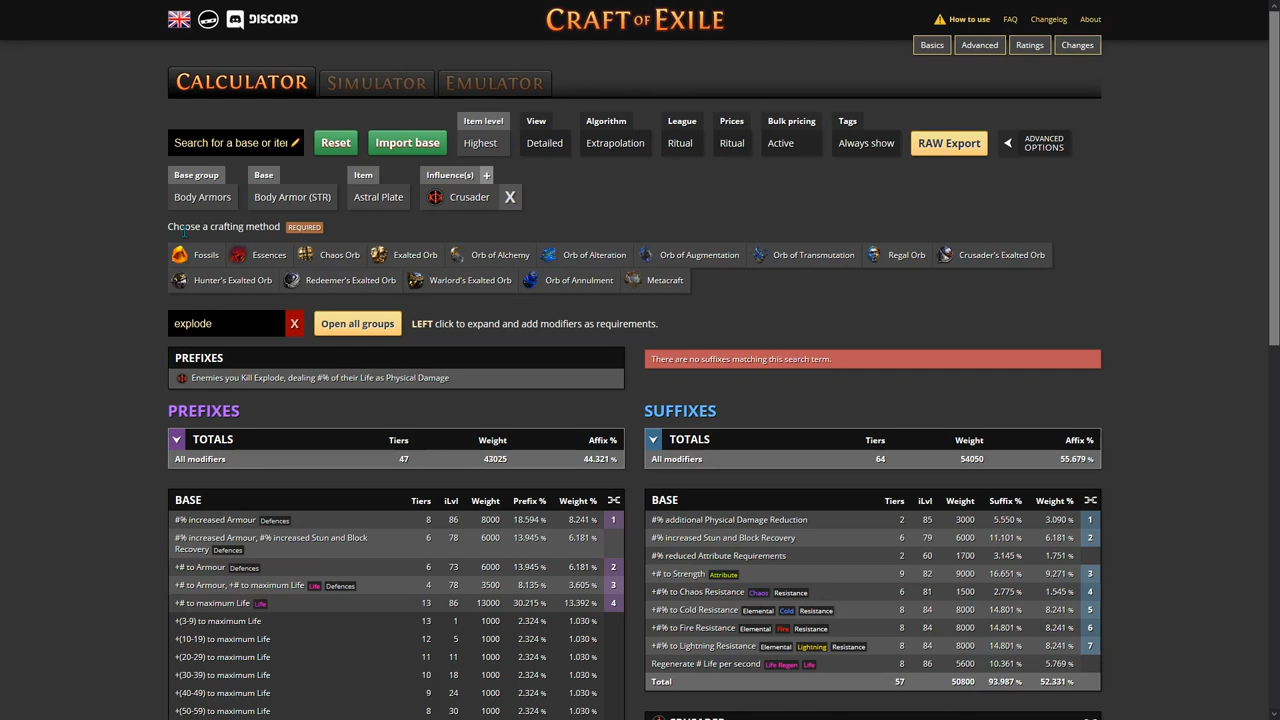 DISCORD
CRAFT OF EXILE
How to use FAQ Changelog About
Basics Advanced Ratings Changes
CALCULATOR SIMULATOR EMULATOR
Search for a base or ite
Reset
Import base
Item level
Highest
View
Detailed
Algorithm
Extrapolation
League
Ritual
Prices
Ritual
Bulk pricing
Active
Tags
Always show
RAW Export
ADVANCED
OPTIONS
Base group
Body Armors
Base
Body Armor (STR)
Item
Astral Plate
Influence(s) +
Crusader X
Choose a crafting method REQUIRED
Fossils Essences Chaos Orb Exalted Orb Orb of Alchemy Orb of Alteration Orb of Augmentation Orb of Transmutation Regal Orb Crusader's Exalted Orb
Hunter's Exalted Orb Redeemer's Exalted Orb Warlord's Exalted Orb Orb of Annulment Metacraft
explode X Open all groups LEFT click to expand and add modifiers as requirements.
PREFIXES
Enemies you Kill Explode, dealing #% of their Life as Physical Damage
There are no suffixes matching this search term.
PREFIXES
TOTALS Tiers Weight Affix %
All modifiers 47 43025 44.321 %
BASE Tiers iLvl Weight Prefix % Weight %
#% increased Armour Defences 8 86 8000 18.594 % 8.241 % 1
#% increased Armour, #% increased Stun and Block
Recovery Defences 6 78 6000 13.945 % 6.181 %
+# to Armour Defences 6 73 6000 13.945 % 6.181 % 2
+# to Armour, +# to maximum Life Life Defences 4 78 3500 8.135 % 3.605 % 3
+# to maximum Life Life 13 86 13000 30.215 % 13.392 % 4
+(3-9) to maximum Life 13 1 1000 2.324 % 1.030 %
+(10-19) to maximum Life 12 5 1000 2.324 % 1.030 %
+(20-29) to maximum Life 11 11 1000 2.324 % 1.030 %
+(30-39) to maximum Life 10 18 1000 2.324 % 1.030 %
+(40-49) to maximum Life 9 24 1000 2.324 % 1.030 %
+(50-59) to maximum Life 8 30 1000 2.324 % 1.030 %
SUFFIXES
TOTALS Tiers Weight Affix %
All modifiers 64 54050 55.679 %
BASE Tiers iLvl Weight Suffix % Weight %
#% additional Physical Damage Reduction 2 85 3000 5.550 % 3.090 % 1
#% increased Stun and Block Recovery 6 79 6000 11.101 % 6.181 % 2
#% reduced Attribute Requirements 2 60 1700 3.145 % 1.751 %
+# to Strength Attribute 9 82 9000 16.651 % 9.271 % 3
+#% to Chaos Resistance Chaos Resistance 6 81 1500 2.775 % 1.545 % 4
+#% to Cold Resistance Elemental Cold Resistance 8 84 8000 14.801 % 8.241 % 5
+#% to Fire Resistance Elemental Fire Resistance 8 84 8000 14.801 % 8.241 % 6
+#% to Lightning Resistance Elemental Lightning Resistance 8 84 8000 14.801 % 8.241 % 7
Regenerate # Life per second Life Regen Life 8 86 5600 10.361 % 5.769 %
Total 57 50800 93.987 % 52.331 %
CRUSADER